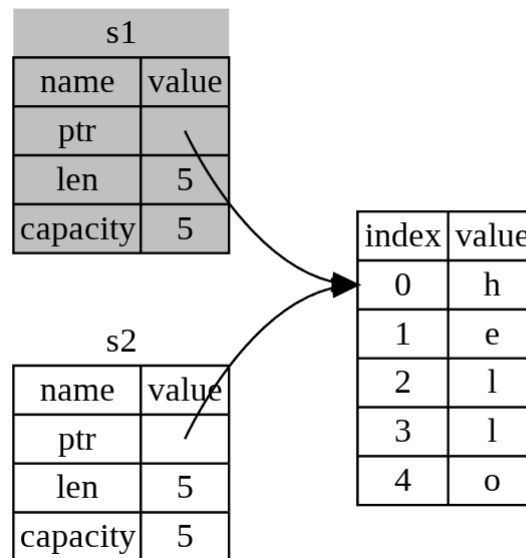 s1
name value
ptr
len 5
capacity 5
s2
name value
ptr
len 5
capacity 5
index value
0 h
1 e
2 l
3 l
4 o